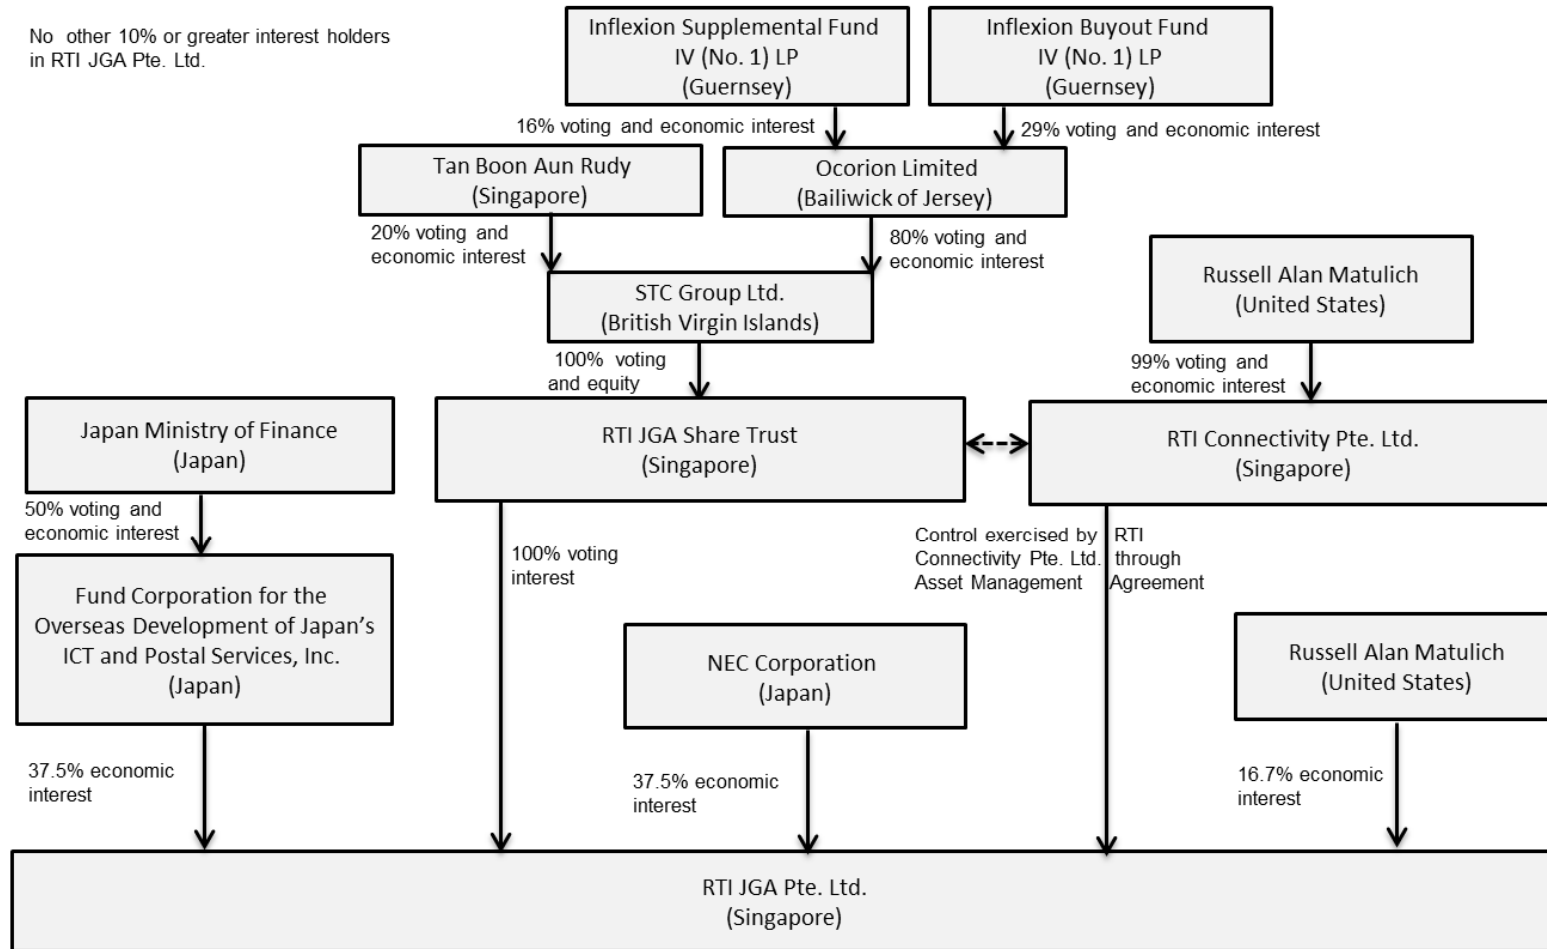 No other 10% or greater interest holders
in RTI JGA Pte. Ltd.
Inflexion Supplemental Fund
IV (No. 1) LP
(Guernsey)
Inflexion Buyout Fund
IV (No. 1) LP
(Guernsey)
16% voting and economic interest
29% voting and economic interest
Tan Boon Aun Rudy
(Singapore)
Ocorion Limited
(Bailiwick of Jersey)
20% voting and
economic interest
80% voting and
economic interest
STC Group Ltd.
(British Virgin Islands)
Russell Alan Matulich
(United States)
100% voting
and equity
99% voting and
economic interest
Japan Ministry of Finance
(Japan)
RTI JGA Share Trust
(Singapore)
RTI Connectivity Pte. Ltd.
(Singapore)
50% voting and
economic interest
100% voting
interest
Control exercised by RTI
Connectivity Pte. Ltd. through
Asset Management Agreement
Fund Corporation for the
Overseas Development of Japan's
ICT and Postal Services, Inc.
(Japan)
NEC Corporation
(Japan)
Russell Alan Matulich
(United States)
37.5% economic
interest
37.5% economic
interest
16.7% economic
interest
RTI JGA Pte. Ltd.
(Singapore)